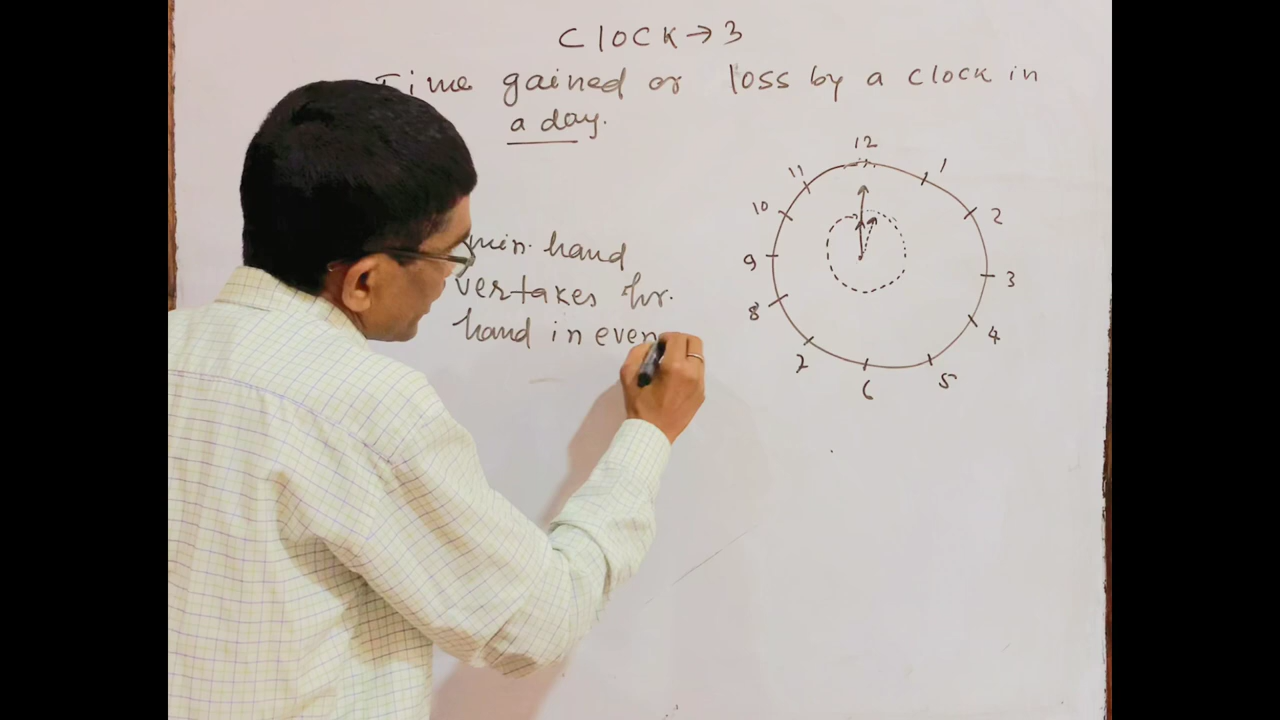 CLOCK → 3
Time gained or loss by a clock in
a day.
min. hand
vertakes hr.
hand in even
12
11
1
10
2
9
3
8
4
7
5
6